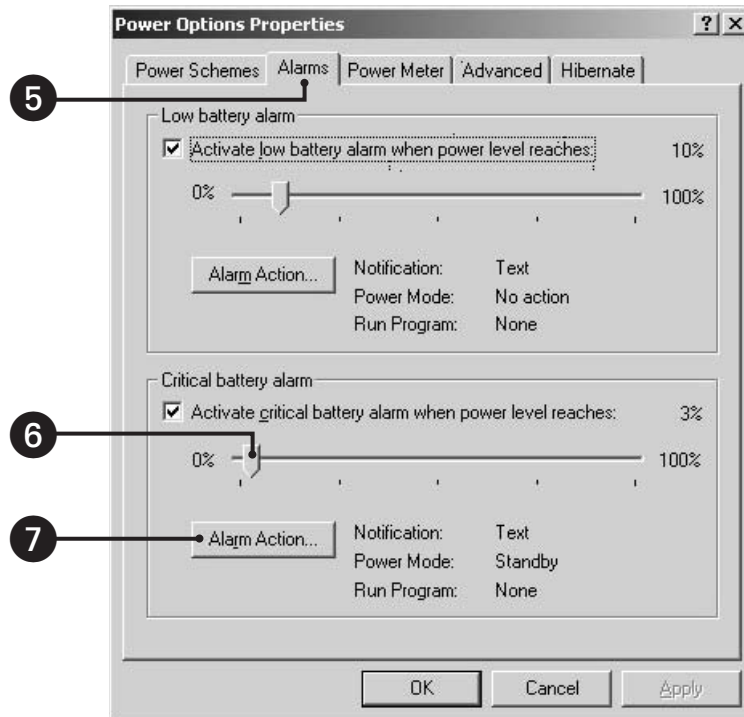 Power Options Properties
Power Schemes Alarms Power Meter Advanced Hibernate
5
Low battery alarm
Activate low battery alarm when power level reaches: 10%
0% 100%
Alarm Action... Notification: Text
Power Mode: No action
Run Program: None
Critical battery alarm
Activate critical battery alarm when power level reaches: 3%
6
0% 100%
7
Alarm Action... Notification: Text
Power Mode: Standby
Run Program: None
OK Cancel Apply